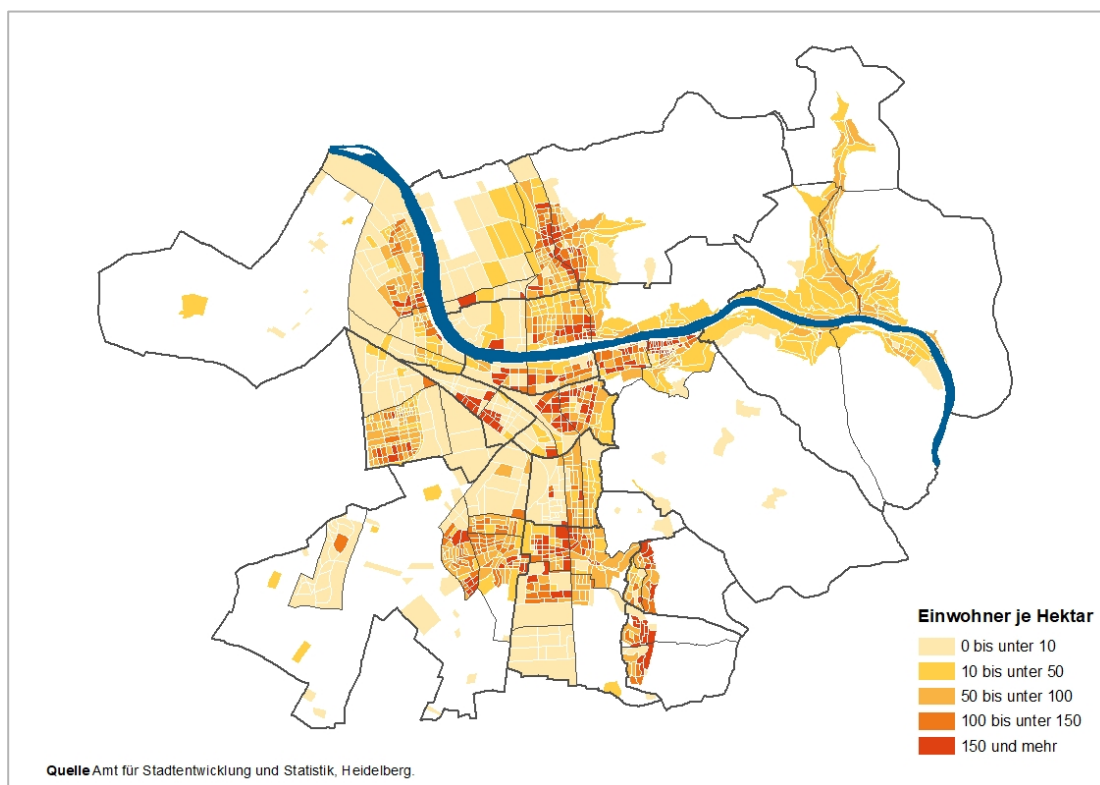 Einwohner je Hektar
0 bis unter 10
10 bis unter 50
50 bis unter 100
100 bis unter 150
150 und mehr
Quelle Amt für Stadtentwicklung und Statistik, Heidelberg.